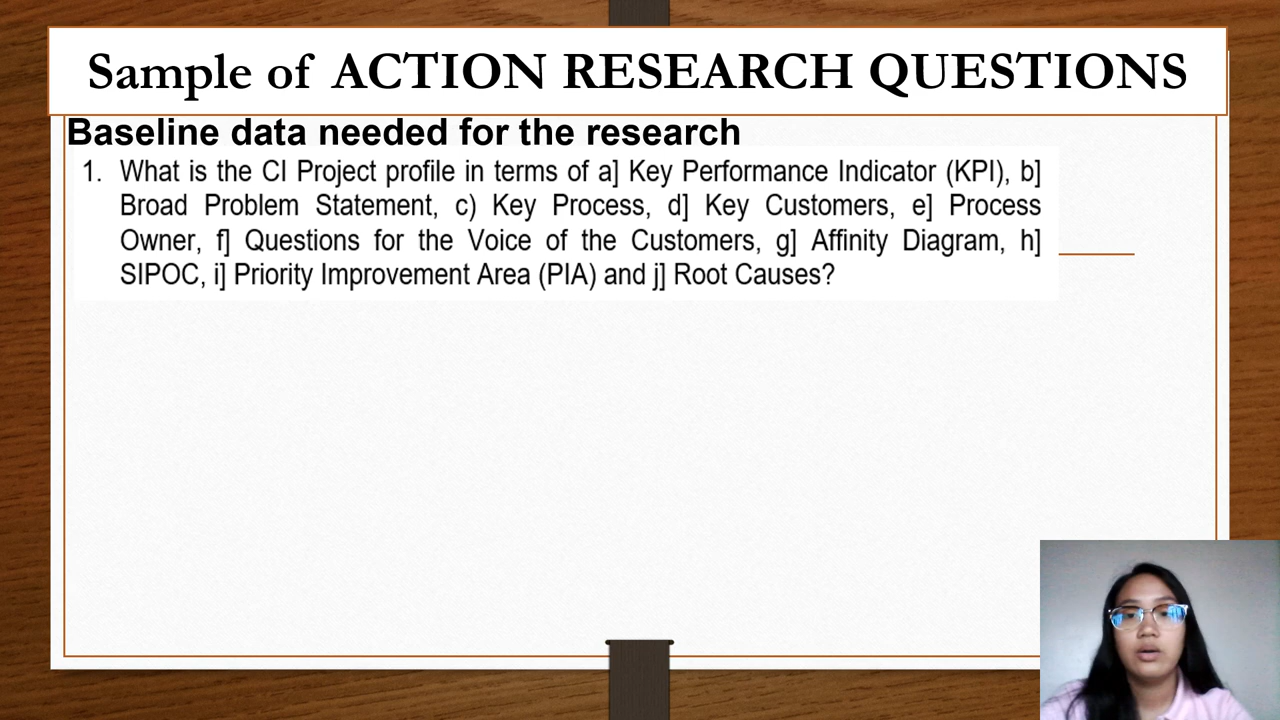 Sample of ACTION RESEARCH QUESTIONS
Baseline data needed for the research
1. What is the CI Project profile in terms of a] Key Performance Indicator (KPI), b]
Broad Problem Statement, c) Key Process, d] Key Customers, e] Process
Owner, f] Questions for the Voice of the Customers, g] Affinity Diagram, h]
SIPOC, i] Priority Improvement Area (PIA) and j] Root Causes?